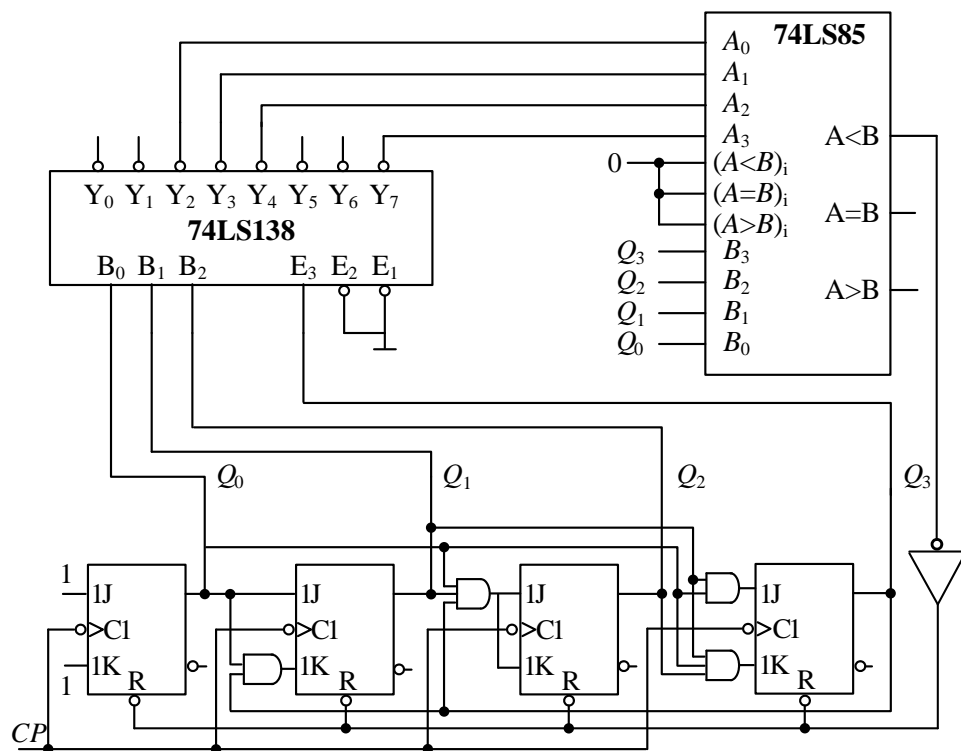 74LS85
A₀
A₁
A₂
A₃
(A<B)ᵢ
(A=B)ᵢ
(A>B)ᵢ
B₃
B₂
B₁
B₀
A<B
A=B
A>B
0
Q₃
Q₂
Q₁
Q₀
Y₀ Y₁ Y₂ Y₃ Y₄ Y₅ Y₆ Y₇
74LS138
B₀ B₁ B₂ E₃ E₂ E₁
Q₀ Q₁ Q₂ Q₃
1
1J
C1
1K
R
1
1J
C1
1K
R
1J
C1
1K
R
1J
C1
1K
R
CP